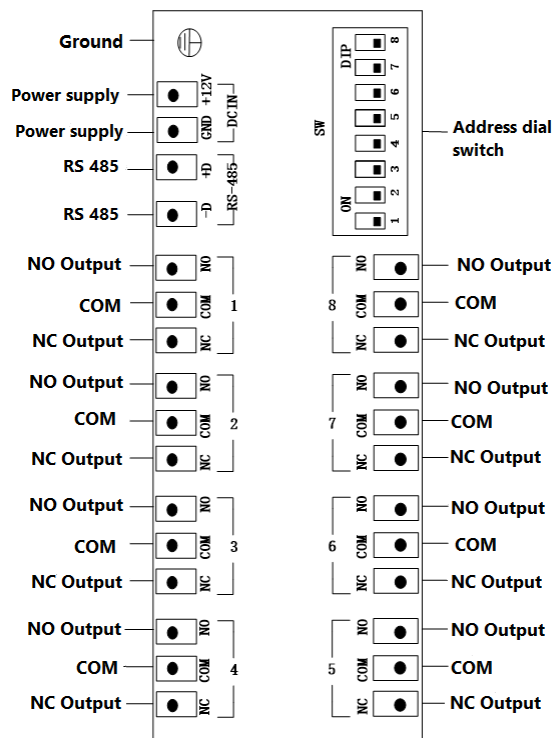 Ground
DIP
8
7
6
5
4
3
2
1
SW
ON
Address dial
switch
Power supply
+12V
Power supply
GND
DCIN
RS 485
+D
RS 485
-D
RS-485
NO Output
NO
COM
COM
1
NC Output
NC
NO Output
NO
COM
COM
8
NC Output
NC
NO Output
NO
COM
COM
2
NC Output
NC
NO Output
NO
COM
COM
7
NC Output
NC
NO Output
NO
COM
COM
3
NC Output
NC
NO Output
NO
COM
COM
6
NC Output
NC
NO Output
NO
COM
COM
4
NC Output
NC
NO Output
NO
COM
COM
5
NC Output
NC